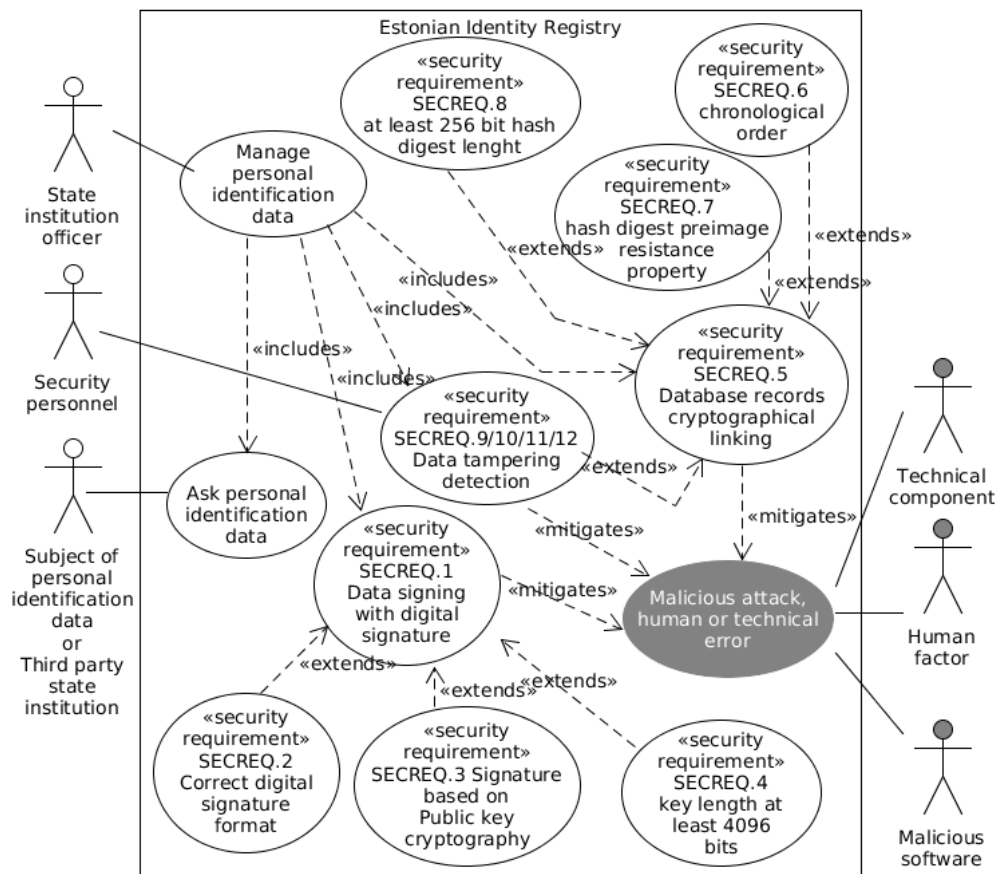 Estonian Identity Registry
«security
requirement»
SECREQ.8
at least 256 bit hash
digest lenght
«security
requirement»
SECREQ.6
chronological
order
State
institution
officer
Manage
personal
identification
data
«security
requirement»
SECREQ.7
hash digest preimage
resistance
property
«extends»
«extends»
«extends»
«includes»
«includes»
«includes»
«includes»
Security
personnel
«security
requirement»
SECREQ.5
Database records
cryptographical
linking
«security
requirement»
SECREQ.9/10/11/12
Data tampering
detection
«extends»
Technical
component
Ask personal
identification
data
Subject of
personal
identification
data
or
Third party
state
institution
«security
requirement»
SECREQ.1
Data signing
with digital
signature
«mitigates»
«mitigates»
«mitigates»
Malicious attack,
human or technical
error
Human
factor
«extends»
«extends»
«extends»
«security
requirement»
SECREQ.2
Correct digital
signature
format
«security
requirement»
SECREQ.3 Signature
based on
Public key
cryptography
«security
requirement»
SECREQ.4
key length at
least 4096
bits
Malicious
software